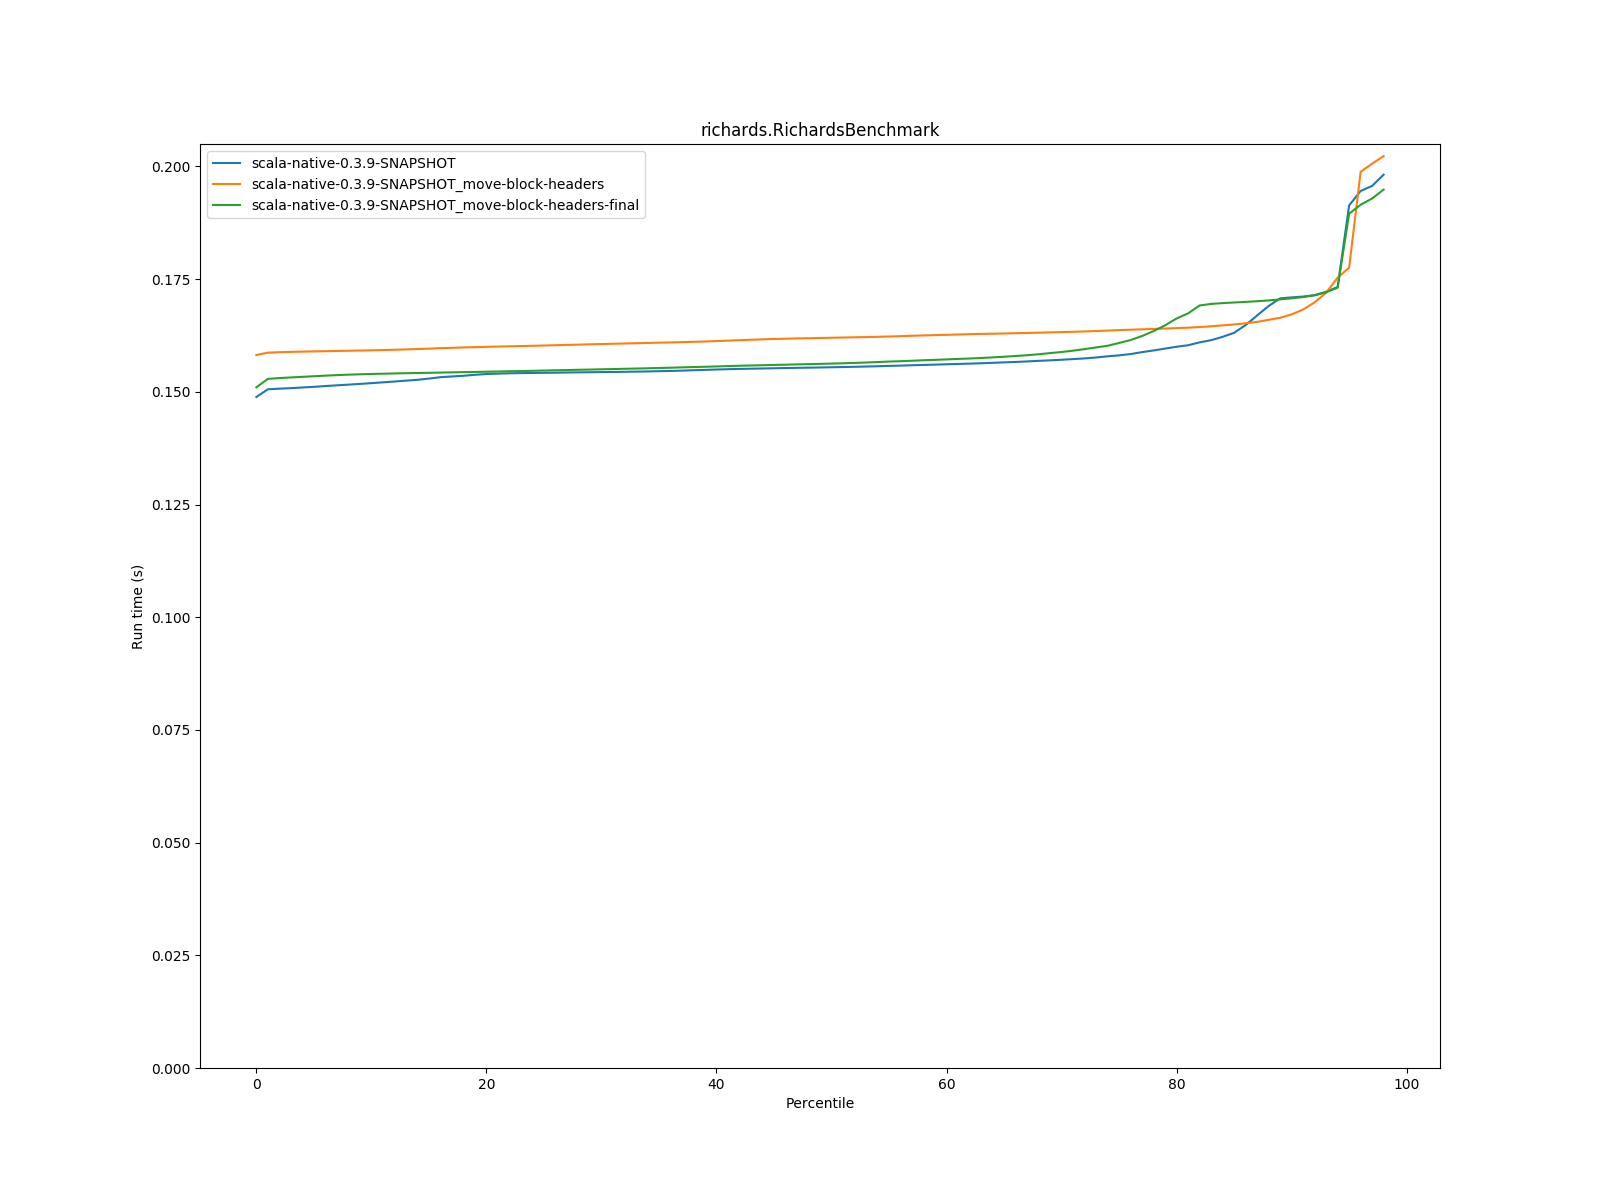 richards.RichardsBenchmark
scala-native-0.3.9-SNAPSHOT
scala-native-0.3.9-SNAPSHOT_move-block-headers
scala-native-0.3.9-SNAPSHOT_move-block-headers-final
0.200
0.175
0.150
0.125
0.100
0.075
0.050
0.025
0.000
Run time (s)
0 20 40 60 80 100
Percentile